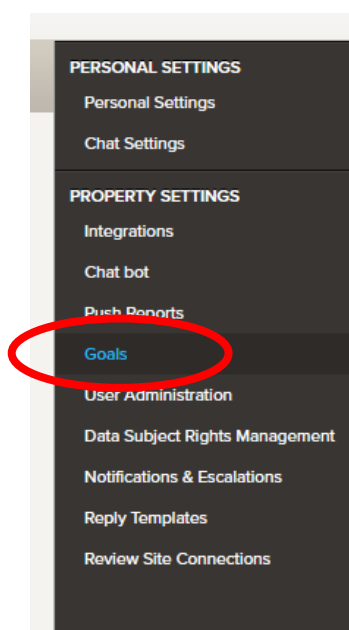 PERSONAL SETTINGS
Personal Settings
Chat Settings
PROPERTY SETTINGS
Integrations
Chat bot
Push Reports
Goals
User Administration
Data Subject Rights Management
Notifications & Escalations
Reply Templates
Review Site Connections